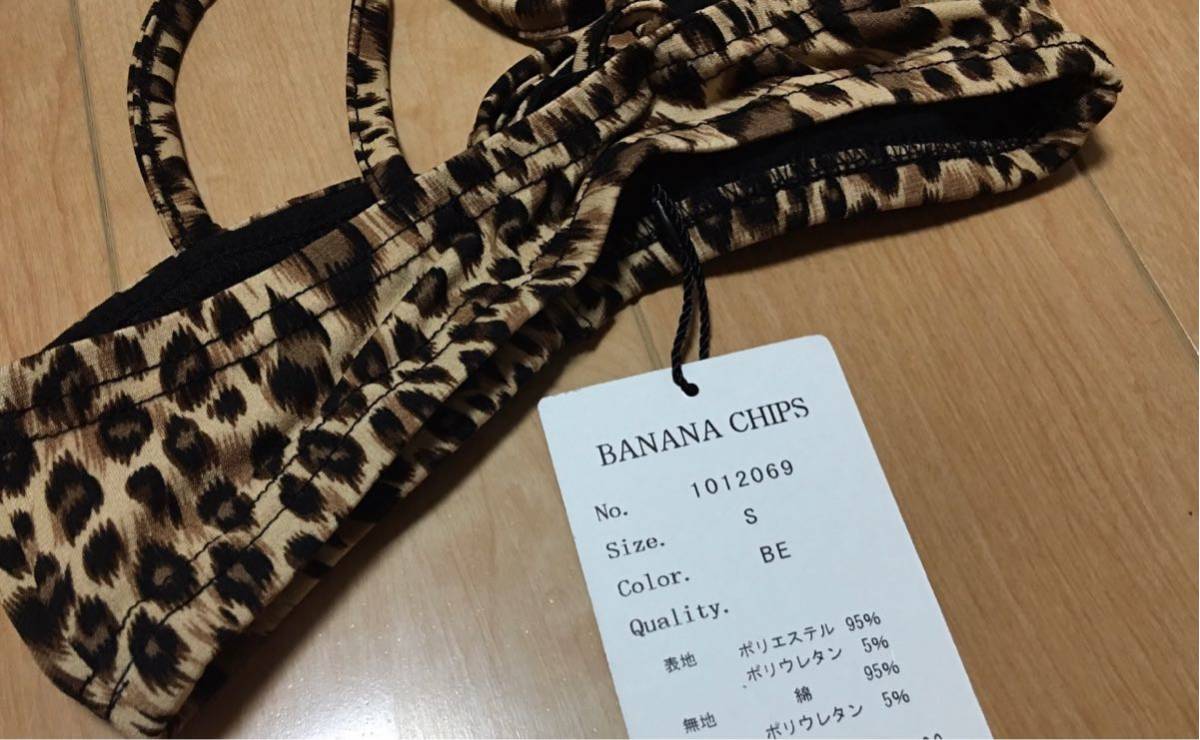 BANANA CHIPS
No. 1012069
Size. S
Color. BE
Quality.
表地 ポリエステル 95%
ポリウレタン 5%
無地 綿 95%
ポリウレタン 5%